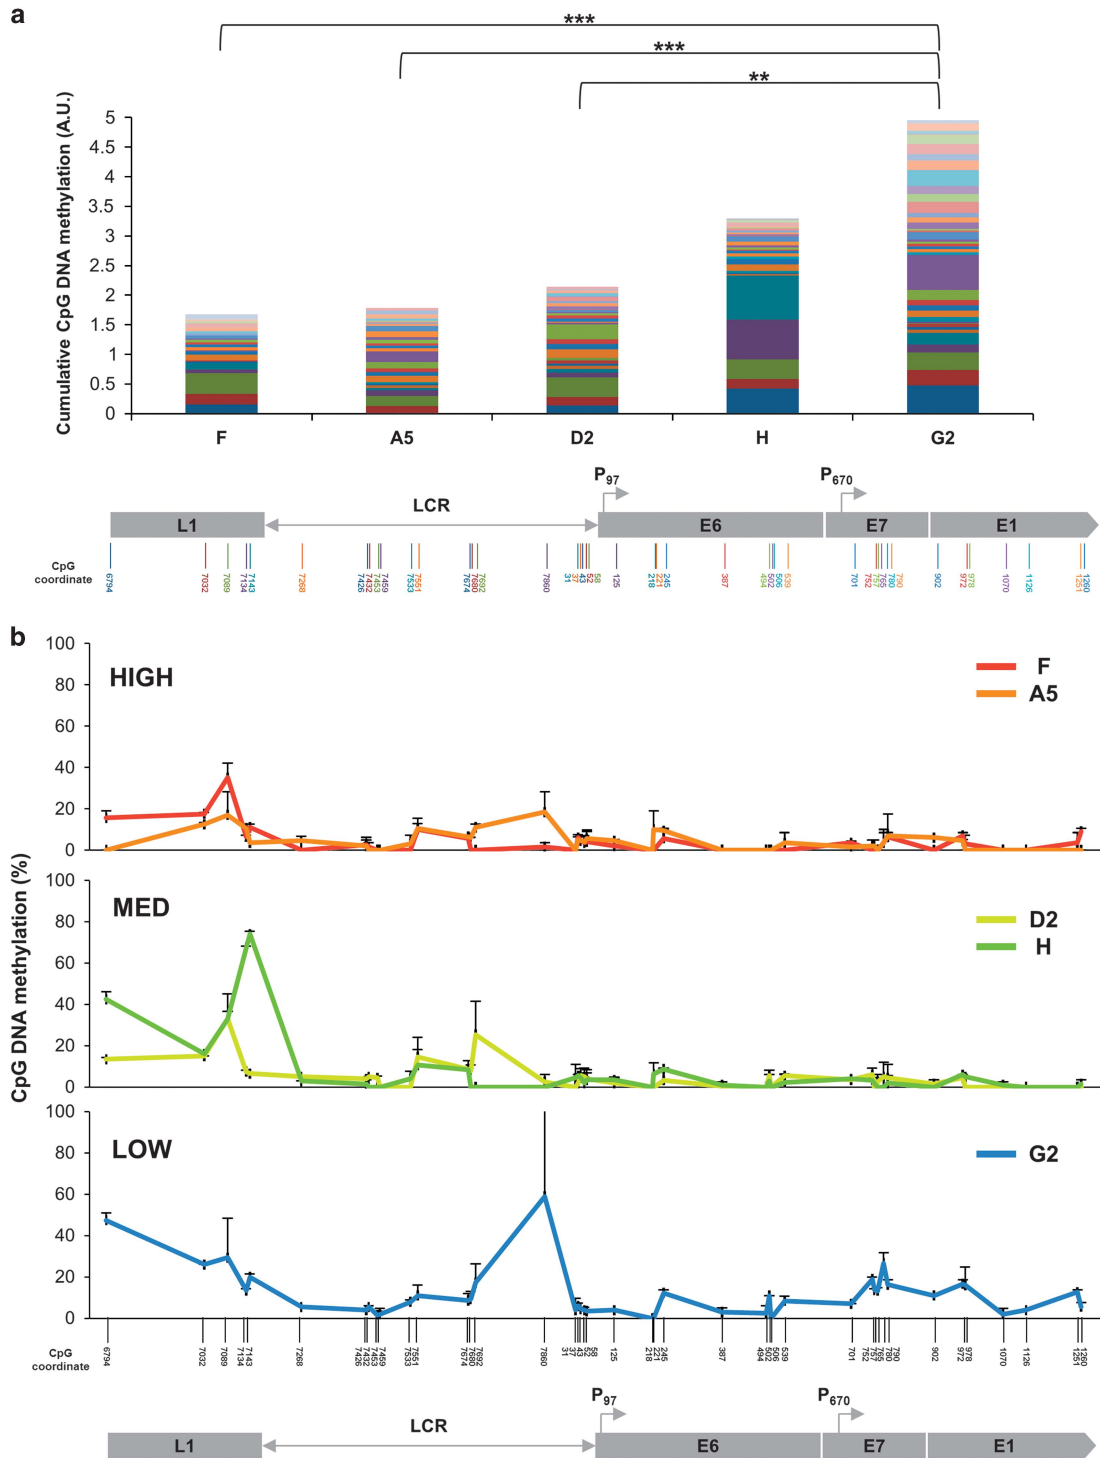 a
***
***
**
Cumulative CpG DNA methylation (A.U.)
5
4.5
4
3.5
3
2.5
2
1.5
1
0.5
0
F A5 D2 H G2
P97 P670
LCR
L1 E6 E7 E1
CpG coordinate
6794 7032 7089 7134 7143 7268 7426 7432 7453 7459 7533 7551 7674 7680 7692 7860 31 37 43 52 58 125 218 221 245 387 494 502 506 539 701 752 757 765 780 790 902 972 978 1070 1126 1251 1260
b
CpG DNA methylation (%)
100
80
60
40
20
0
HIGH
F
A5
100
80
60
40
20
0
MED
D2
H
100
80
60
40
20
0
LOW
G2
CpG coordinate
6794 7032 7089 7134 7143 7268 7426 7432 7453 7459 7533 7551 7674 7680 7692 7860 31 37 43 52 58 125 218 221 245 387 494 502 506 539 701 752 757 765 780 790 902 972 978 1070 1126 1251 1260
P97 P670
LCR
L1 E6 E7 E1